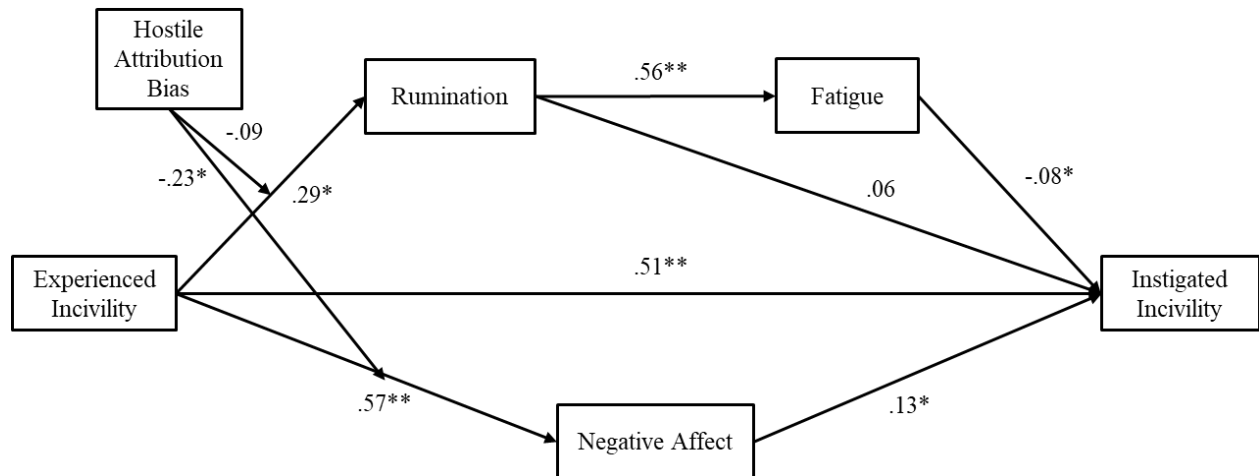 Hostile
Attribution
Bias
Rumination
.56**
Fatigue
-.09
-.23*
.29*
.06
-.08*
Experienced
Incivility
.51**
Instigated
Incivility
.57**
.13*
Negative Affect